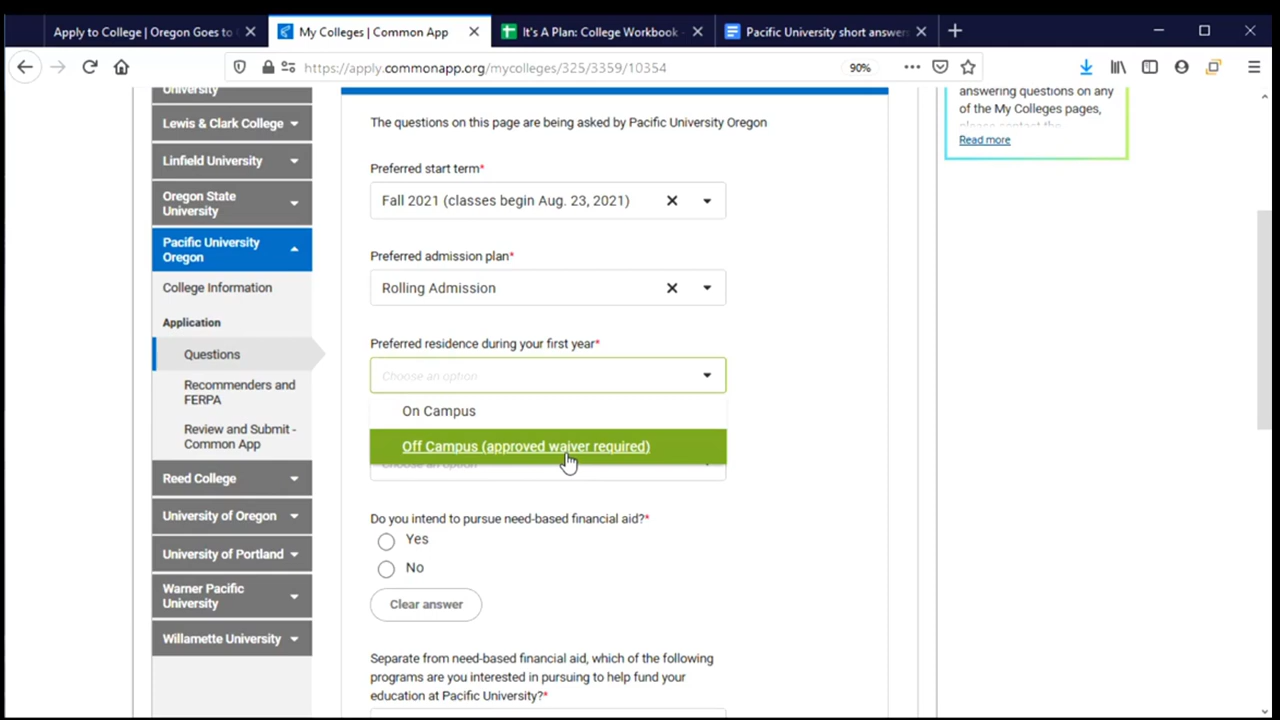 Apply to College | Oregon Goes to
My Colleges | Common App
It's A Plan: College Workbook -
Pacific University short answers
https://apply.commonapp.org/mycolleges/325/3359/10354
90%
University
Lewis & Clark College
Linfield University
Oregon State
University
Pacific University
Oregon
College Information
Application
Questions
Recommenders and
FERPA
Review and Submit -
Common App
Reed College
University of Oregon
University of Portland
Warner Pacific
University
Willamette University
The questions on this page are being asked by Pacific University Oregon
Preferred start term*
Fall 2021 (classes begin Aug. 23, 2021)
Preferred admission plan*
Rolling Admission
Preferred residence during your first year*
Choose an option
On Campus
Off Campus (approved waiver required)
Choose an option
Do you intend to pursue need-based financial aid?*
Yes
No
Clear answer
Separate from need-based financial aid, which of the following
programs are you interested in pursuing to help fund your
education at Pacific University?*
answering questions on any
of the My Colleges pages,
please contact the
Read more